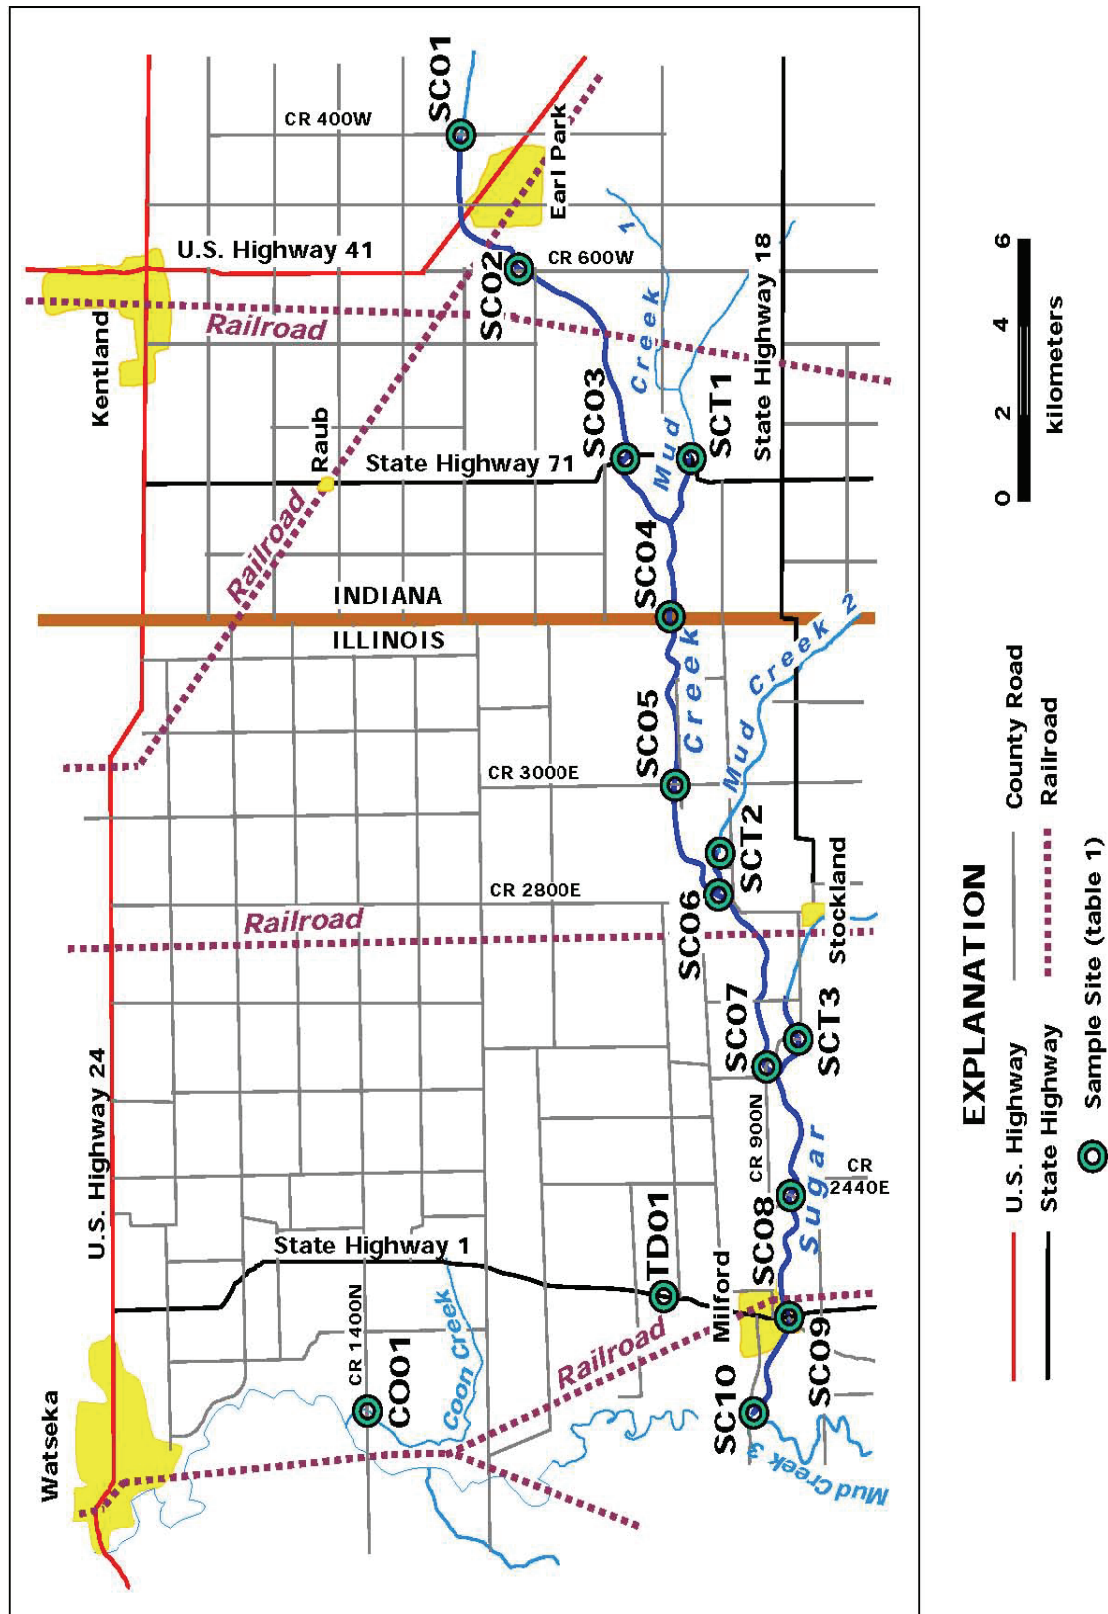 Watseka
U.S. Highway 24
Kentland
State Highway 1
Railroad
Railroad
Railroad
U.S. Highway 41
INDIANA
ILLINOIS
Raub
State Highway 71
CR 400W
CR 1400N
CO01
Coon Creek
SC01
SC02
CR 600W
CR 2800E
CR 3000E
Earl Park
Railroad
TD01
SC03
SC04
SC05
Mud Creek 1
SC06
SCT1
Creek
Milford
SC10
SC07
SC08
CR 900N
SCT2
Mud Creek 2
State Highway 18
Mud Creek 3
SC09
Sugar
SCT3
Stockland
CR
2440E
EXPLANATION
U.S. Highway
County Road
State Highway
Railroad
Sample Site (table 1)
0 2 4 6
kilometers